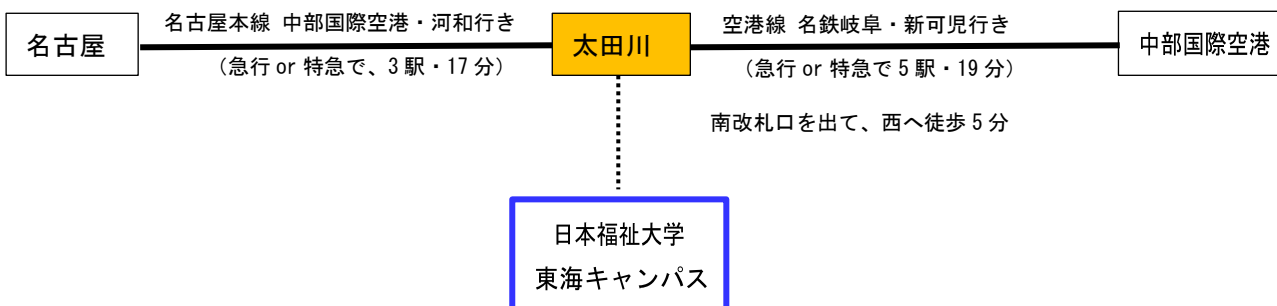 名古屋
名古屋本線 中部国際空港・河和行き
(急行 or 特急で、3 駅・17 分)
太田川
空港線 名鉄岐阜・新可児行き
(急行 or 特急で 5 駅・19 分)
中部国際空港
南改札口を出て、西へ徒歩 5 分
日本福祉大学
東海キャンパス